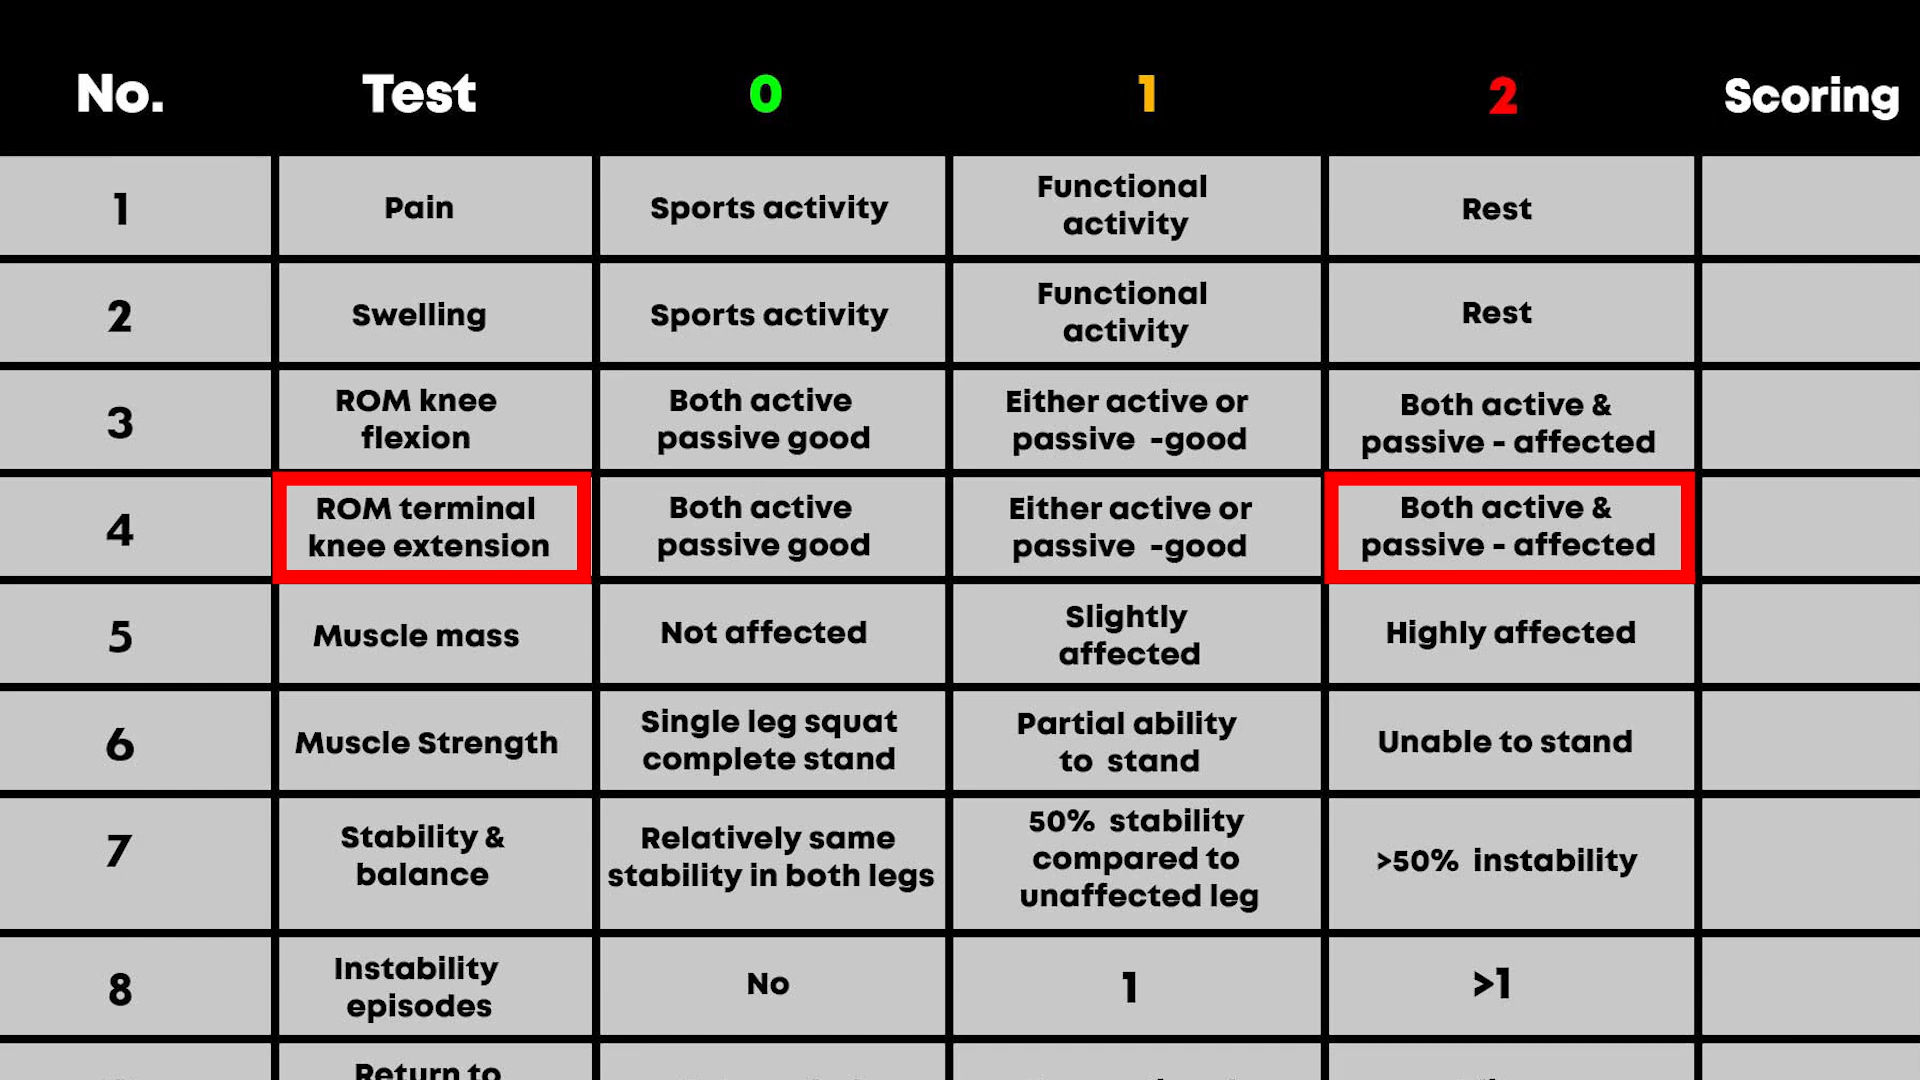 No. Test 0 1 2 Scoring
1 Pain Sports activity Functional activity Rest
2 Swelling Sports activity Functional activity Rest
3 ROM knee flexion Both active passive good Either active or passive -good Both active & passive - affected
4 ROM terminal knee extension Both active passive good Either active or passive -good Both active & passive - affected
5 Muscle mass Not affected Slightly affected Highly affected
6 Muscle Strength Single leg squat complete stand Partial ability to stand Unable to stand
7 Stability & balance Relatively same stability in both legs 50% stability compared to unaffected leg >50% instability
8 Instability episodes No 1 >1
Return to